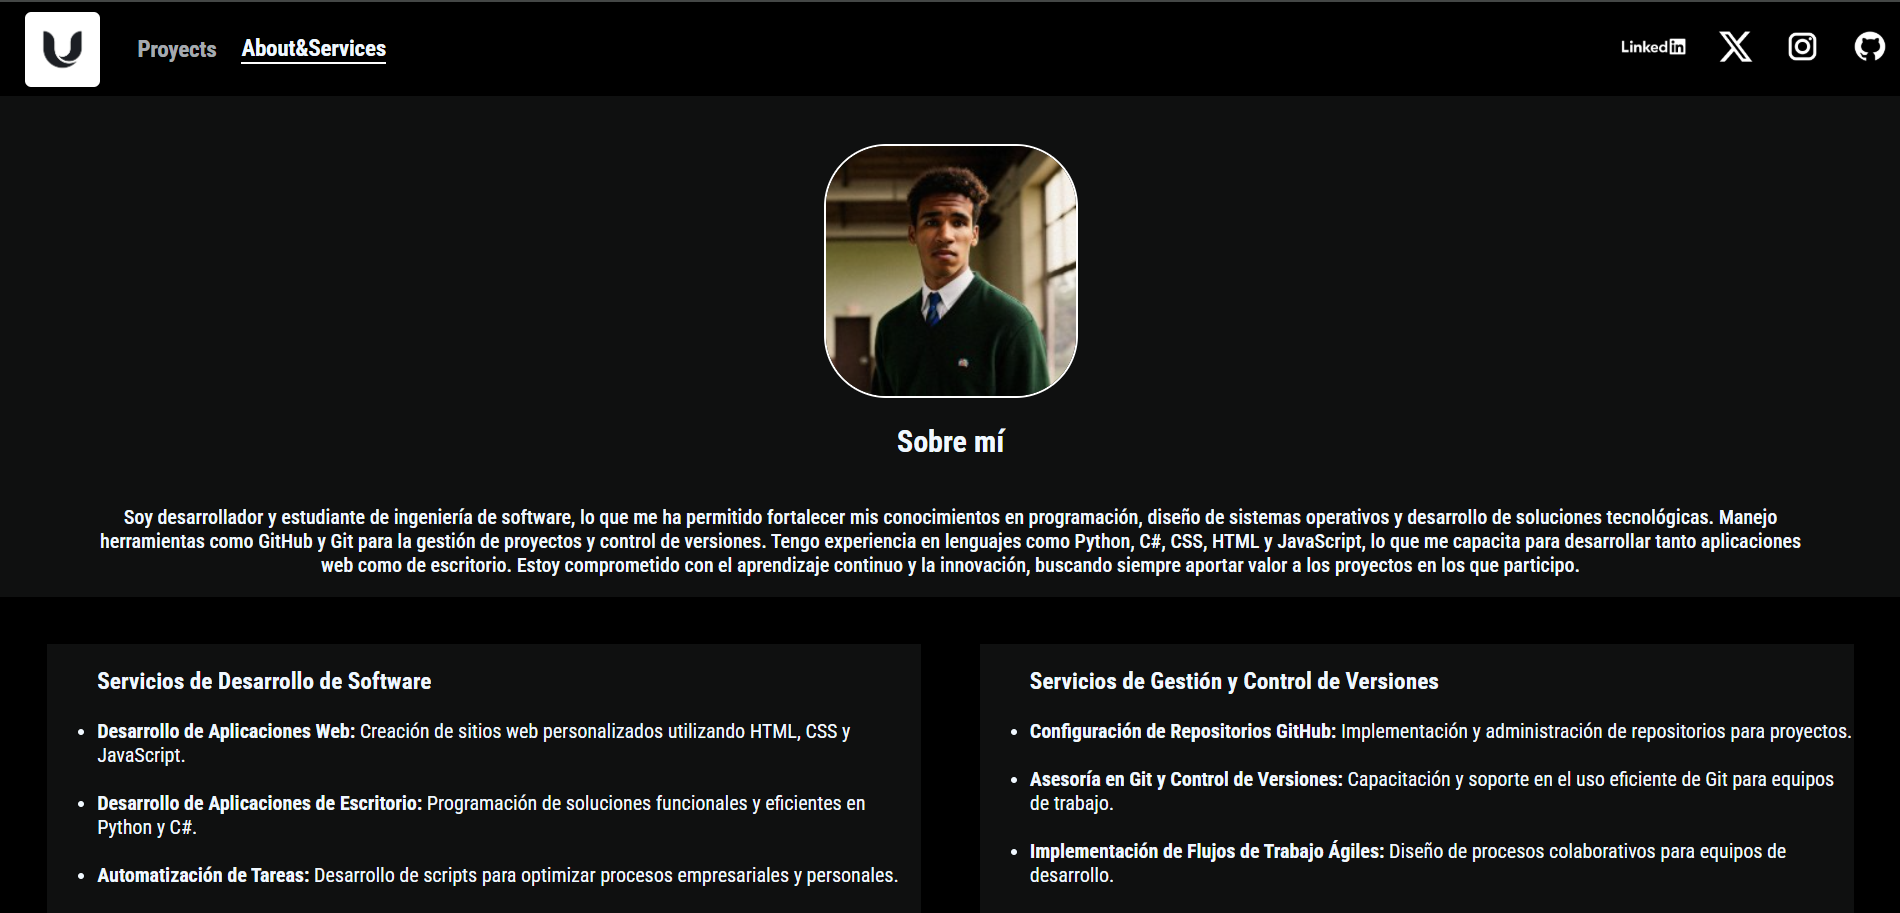 Proyects About&Services LinkedIn
Sobre mí
Soy desarrollador y estudiante de ingeniería de software, lo que me ha permitido fortalecer mis conocimientos en programación, diseño de sistemas operativos y desarrollo de soluciones tecnológicas. Manejo
herramientas como GitHub y Git para la gestión de proyectos y control de versiones. Tengo experiencia en lenguajes como Python, C#, CSS, HTML y JavaScript, lo que me capacita para desarrollar tanto aplicaciones
web como de escritorio. Estoy comprometido con el aprendizaje continuo y la innovación, buscando siempre aportar valor a los proyectos en los que participo.
Servicios de Desarrollo de Software
• Desarrollo de Aplicaciones Web: Creación de sitios web personalizados utilizando HTML, CSS y
JavaScript.
• Desarrollo de Aplicaciones de Escritorio: Programación de soluciones funcionales y eficientes en
Python y C#.
• Automatización de Tareas: Desarrollo de scripts para optimizar procesos empresariales y personales.
Servicios de Gestión y Control de Versiones
• Configuración de Repositorios GitHub: Implementación y administración de repositorios para proyectos.
• Asesoría en Git y Control de Versiones: Capacitación y soporte en el uso eficiente de Git para equipos
de trabajo.
• Implementación de Flujos de Trabajo Ágiles: Diseño de procesos colaborativos para equipos de
desarrollo.